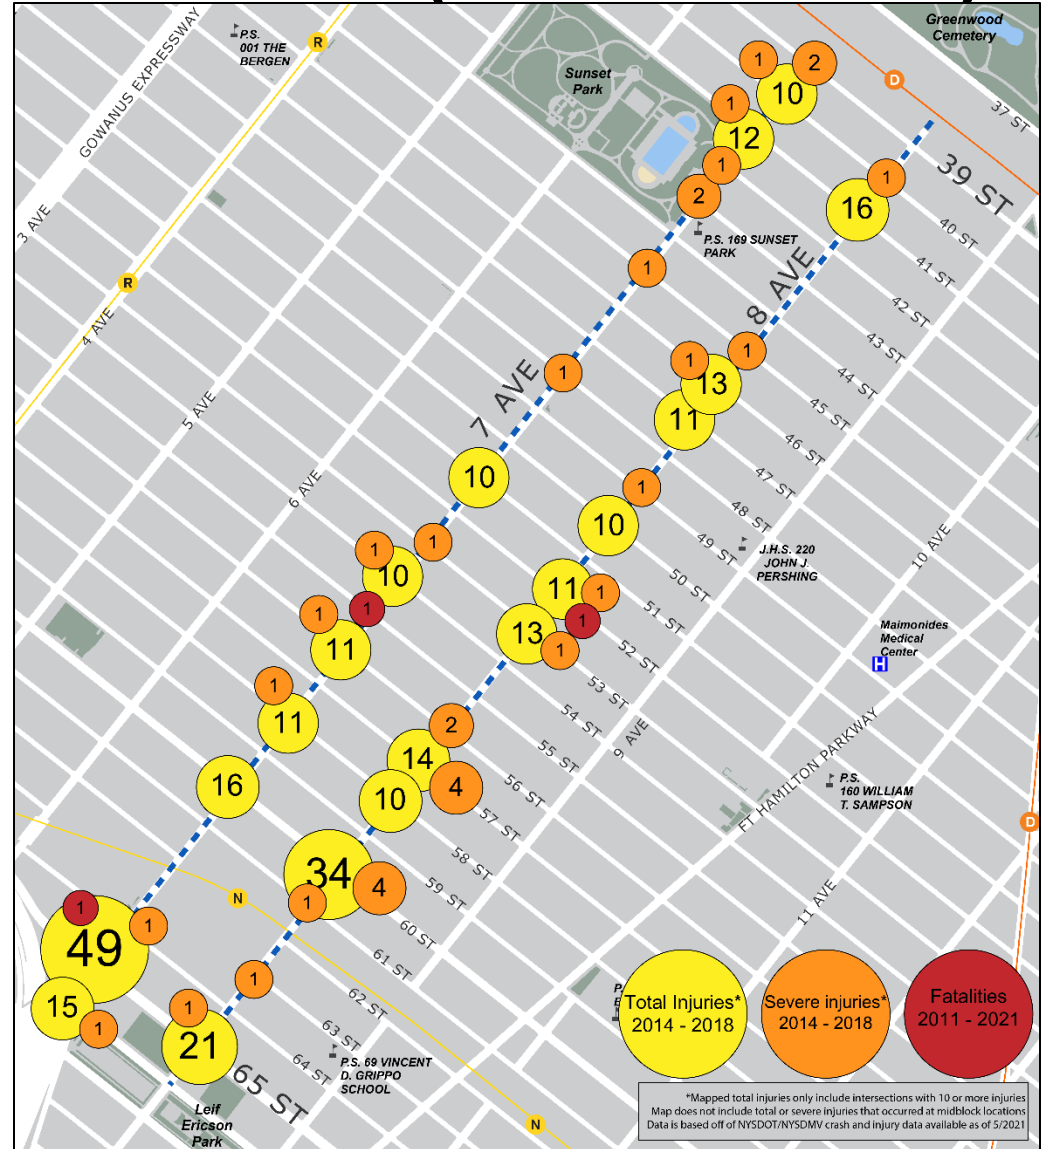 Greenwood
Cemetery
P.S.
001 THE
BERGEN
R
GOWANUS EXPRESSWAY
Sunset
Park
1
2
10
D
37 ST
1
12
1
2
39 ST
1
16
P.S. 169 SUNSET
PARK
40 ST
41 ST
42 ST
43 ST
44 ST
45 ST
46 ST
47 ST
48 ST
49 ST
50 ST
51 ST
52 ST
53 ST
54 ST
55 ST
56 ST
57 ST
58 ST
59 ST
60 ST
61 ST
62 ST
63 ST
64 ST
65 ST
3 AVE
R
4 AVE
5 AVE
6 AVE
7 AVE
8 AVE
9 AVE
10 AVE
11 AVE
FT HAMILTON PARKWAY
1
1
10
1
1
10
1
1
11
1
11
16
1
1
49
15
1
1
1
13
11
1
10
11
1
1
13
1
2
14
4
10
34
4
1
1
1
21
J.H.S. 220
JOHN J.
PERSHING
Maimonides
Medical
Center
H
P.S.
160 WILLIAM
T. SAMPSON
D
N
N
P.S. 69 VINCENT
D. GRIPPO
SCHOOL
Leif
Ericson
Park
Total Injuries*
2014 - 2018
Severe injuries*
2014 - 2018
Fatalities
2011 - 2021
*Mapped total injuries only include intersections with 10 or more injuries
Map does not include total or severe injuries that occurred at midblock locations
Data is based off of NYSDOT/NYSDMV crash and injury data available as of 5/2021